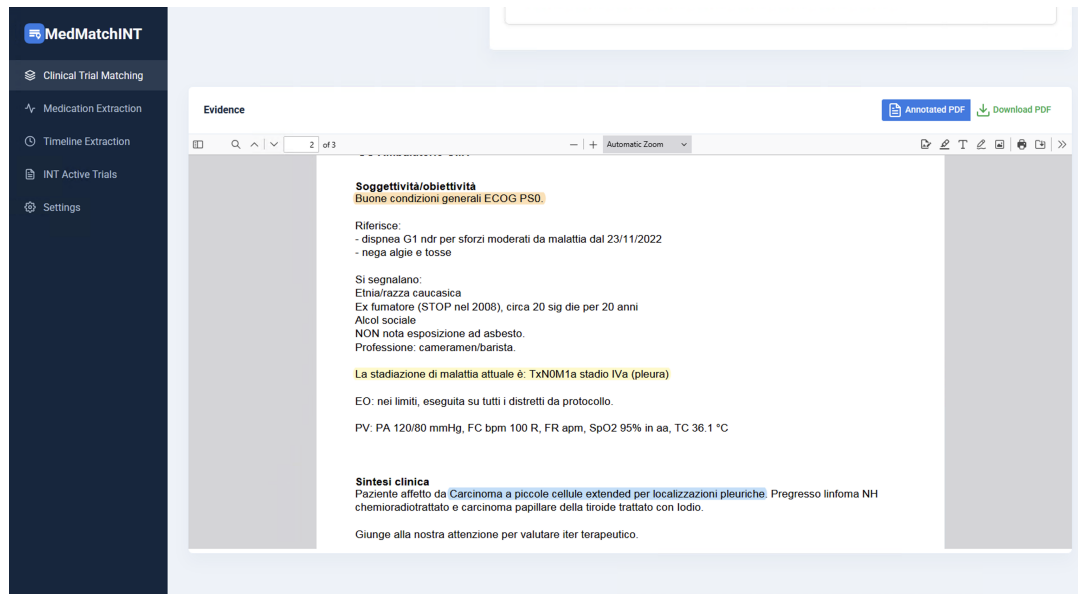 MedMatchINT
Clinical Trial Matching
Medication Extraction
Timeline Extraction
INT Active Trials
Settings
Evidence
Annotated PDF
Download PDF
2 of 3
Automatic Zoom
Soggettività/obiettività
Buone condizioni generali ECOG PS0.
Riferisce:
- dispnea G1 ndr per sforzi moderati da malattia dal 23/11/2022
- nega algie e tosse
Si segnalano:
Etnia/razza caucasica
Ex fumatore (STOP nel 2008), circa 20 sig die per 20 anni
Alcol sociale
NON nota esposizione ad asbesto.
Professione: cameramen/barista.
La stadiazione di malattia attuale è: TxN0M1a stadio IVa (pleura)
EO: nei limiti, eseguita su tutti i distretti da protocollo.
PV: PA 120/80 mmHg, FC bpm 100 R, FR apm, SpO2 95% in aa, TC 36.1 °C
Sintesi clinica
Paziente affetto da Carcinoma a piccole cellule extended per localizzazioni pleuriche. Pregresso linfoma NH
chemioradiotrattato e carcinoma papillare della tiroide trattato con Iodio.
Giunge alla nostra attenzione per valutare iter terapeutico.